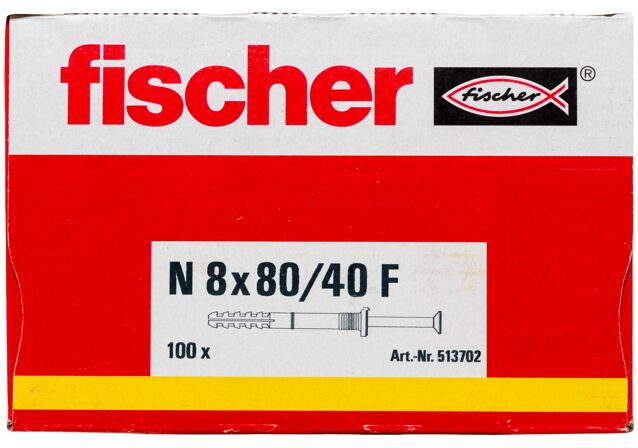 fischer
fischer ®
N 8x80/40 F
100 x
Art.-Nr. 513702